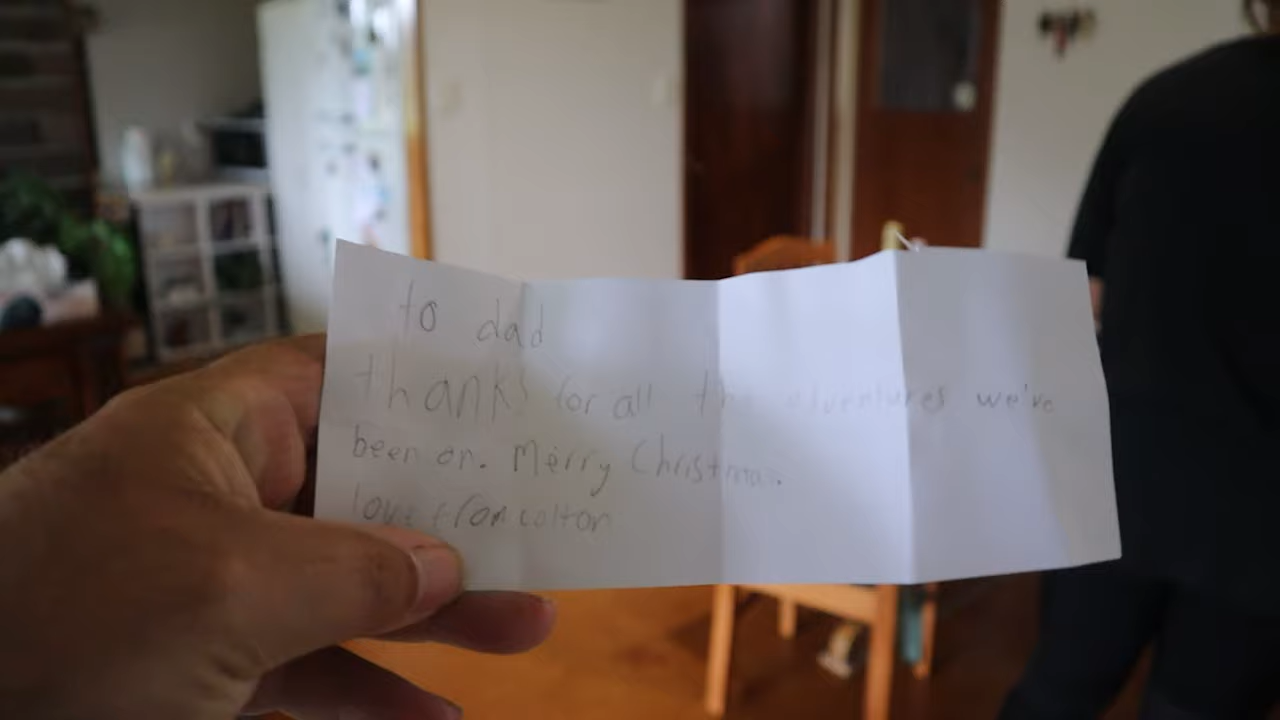 to dad
thanks for all the adventures we've
been on. Merry Christmas.
love from colton